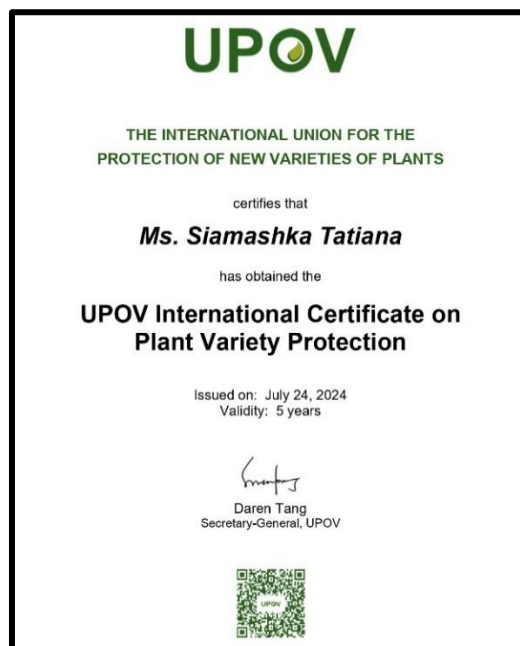 UPOV
THE INTERNATIONAL UNION FOR THE
PROTECTION OF NEW VARIETIES OF PLANTS
certifies that
Ms. Siamashka Tatiana
has obtained the
UPOV International Certificate on
Plant Variety Protection
Issued on: July 24, 2024
Validity: 5 years
Daren Tang
Secretary-General, UPOV
UPOV